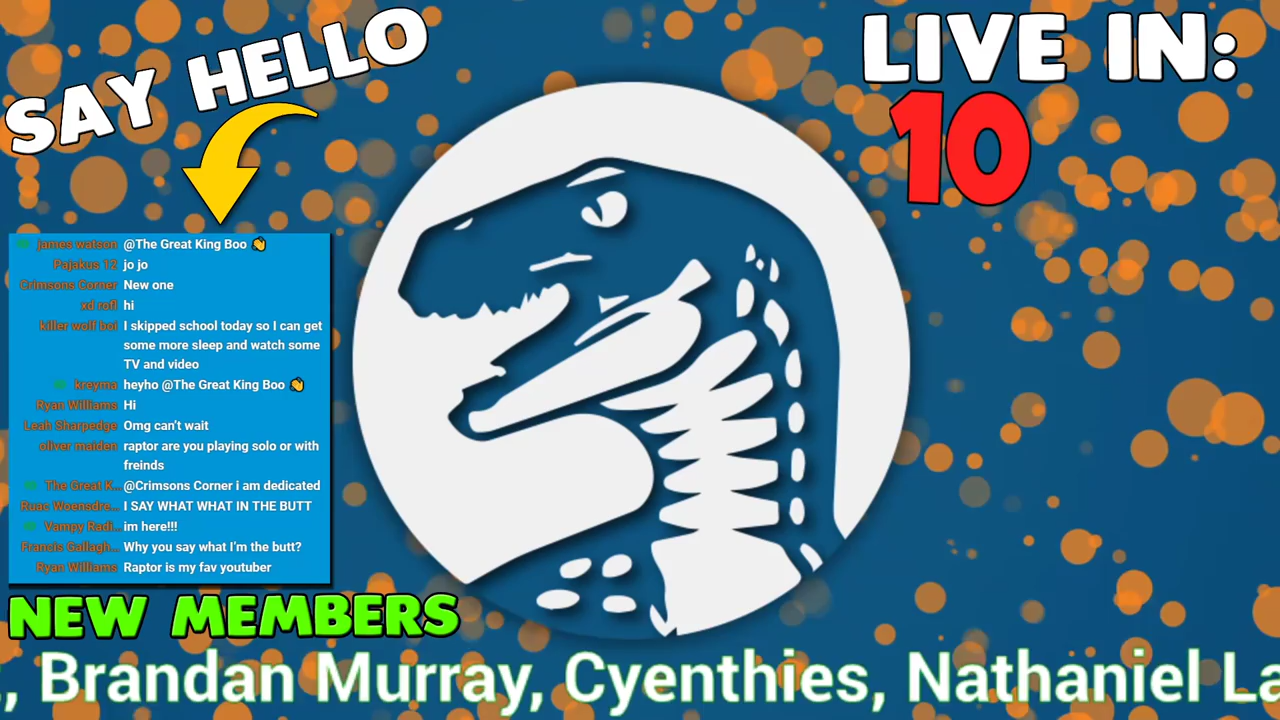 SAY HELLO
LIVE IN:
10
james watson @The Great King Boo 👏
Pajakus 12 jo jo
Crimsons Corner New one
xd rofl hi
killer wolf boi I skipped school today so I can get
some more sleep and watch some
TV and video
kreyma heyho @The Great King Boo 👏
Ryan Williams Hi
Leah Sharpedge Omg can't wait
oliver maiden raptor are you playing solo or with
freinds
The Great K... @Crimsons Corner i am dedicated
Ruac Woensdre... I SAY WHAT WHAT IN THE BUTT
Vampy Radi... im here!!!
Francis Gallagh... Why you say what I'm the butt?
Ryan Williams Raptor is my fav youtuber
NEW MEMBERS
, Brandan Murray, Cyenthies, Nathaniel La